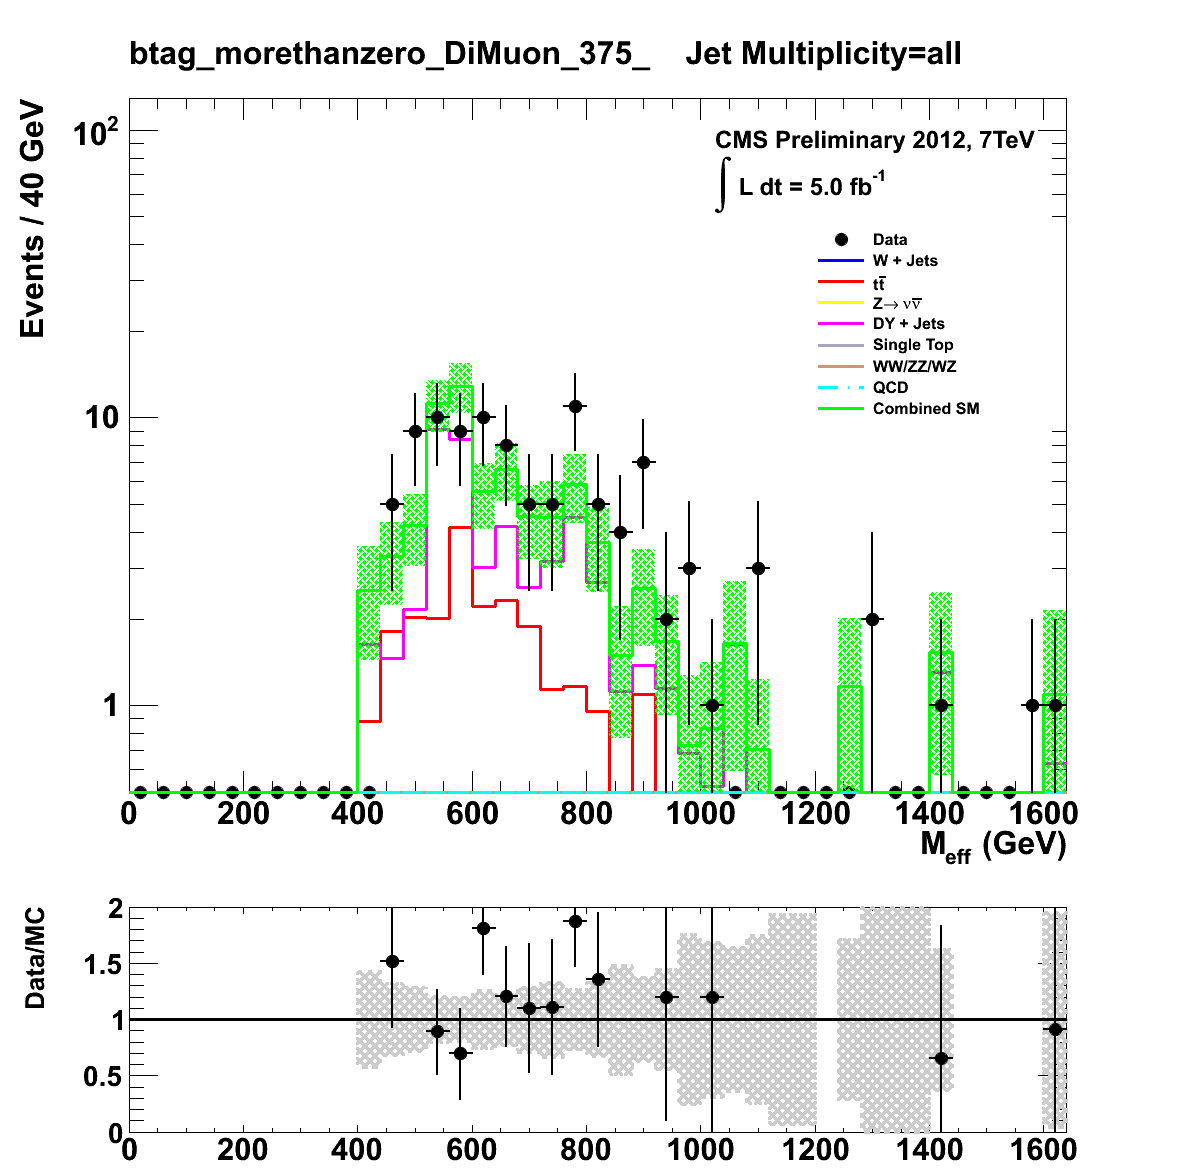 btag_morethanzero_DiMuon_375_ Jet Multiplicity=all
Events / 40 GeV
10²
10
1
CMS Preliminary 2012, 7TeV
∫ L dt = 5.0 fb⁻¹
Data
W + Jets
tt̅
Z→ νν̅
DY + Jets
Single Top
WW/ZZ/WZ
QCD
Combined SM
0 200 400 600 800 1000 1200 1400 1600
M_eff (GeV)
Data/MC
2
1.5
1
0.5
0
0 200 400 600 800 1000 1200 1400 1600